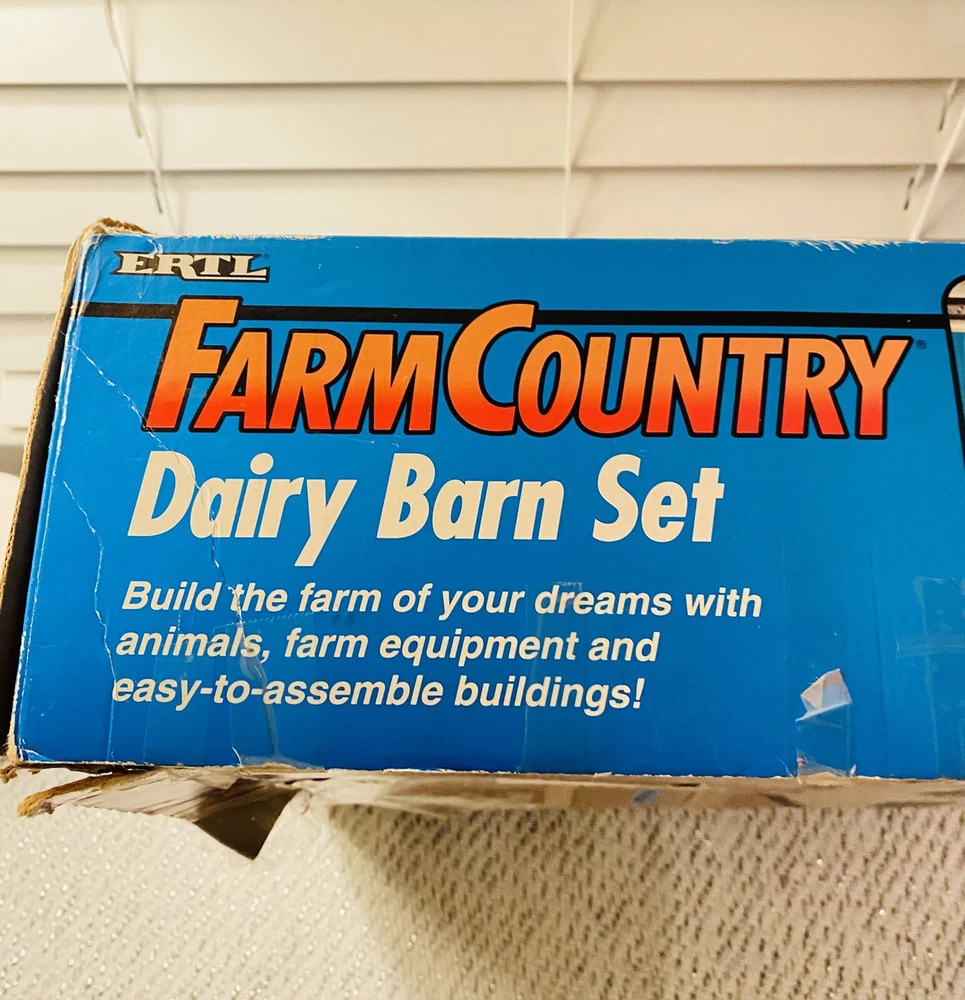 ERTL
FARM COUNTRY®
Dairy Barn Set
Build the farm of your dreams with
animals, farm equipment and
easy-to-assemble buildings!